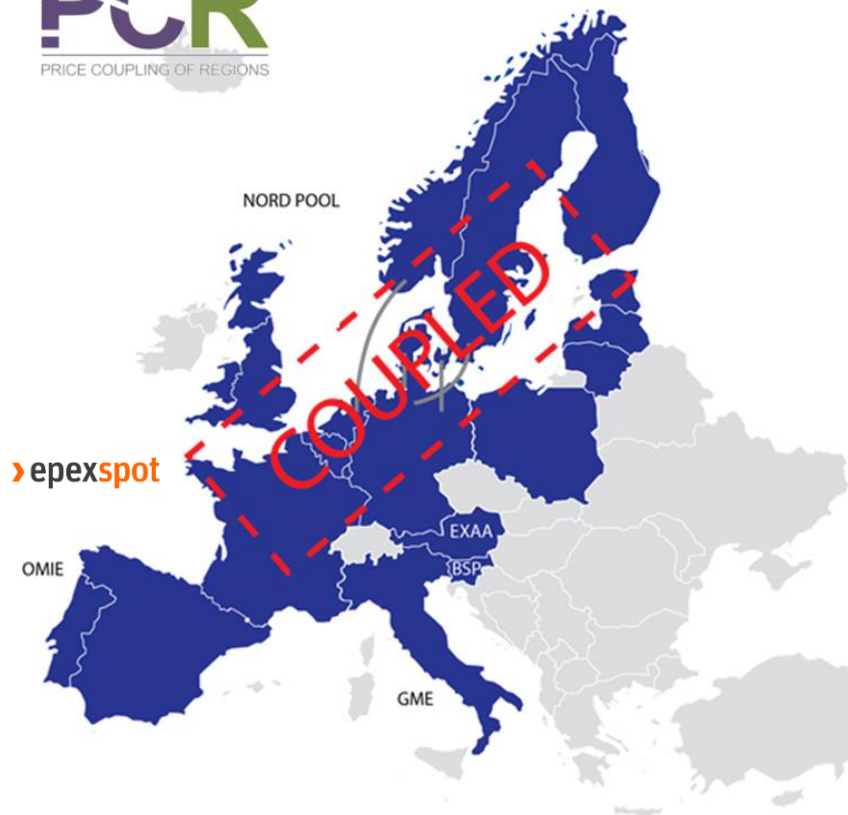 PCR
PRICE COUPLING OF REGIONS
NORD POOL
COUPLED
epexspot
EXAA
OMIE
BSP
GME